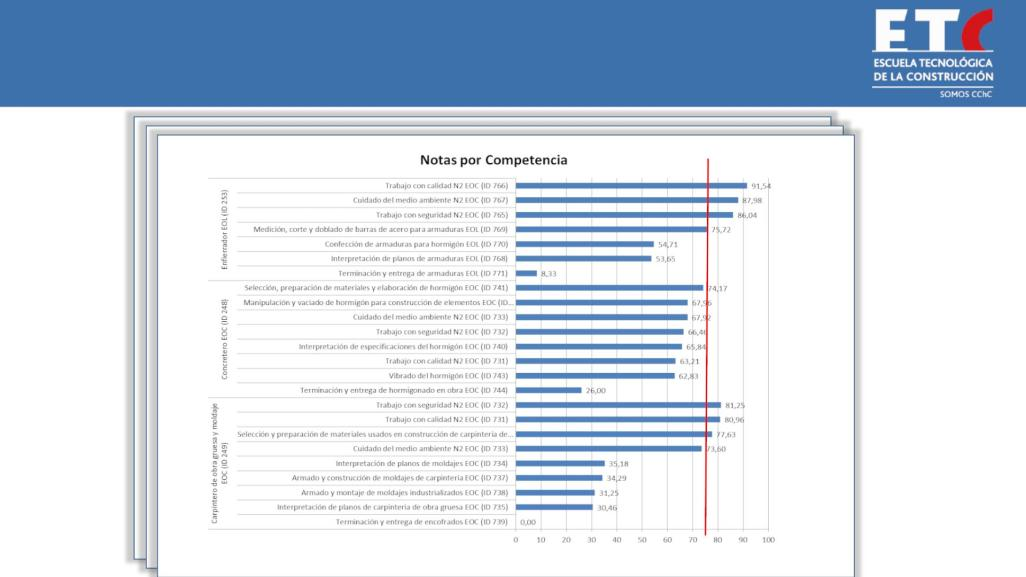 ETC
ESCUELA TECNOLÓGICA
DE LA CONSTRUCCIÓN
SOMOS CChC
Notas por Competencia
Enfierrador EOL (ID 253)
Trabajo con calidad N2 EOC (ID 766) 91,54
Cuidado del medio ambiente N2 EOC (ID 767) 87,98
Trabajo con seguridad N2 EOC (ID 765) 86,04
Medición, corte y doblado de barras de acero para armaduras EOL (ID 769) 75,72
Confección de armaduras para hormigón EOL (ID 770) 54,71
Interpretación de planos de armaduras EOL (ID 768) 53,65
Terminación y entrega de armaduras EOL (ID 771) 8,33
Concretero EOC (ID 248)
Selección, preparación de materiales y elaboración de hormigón EOC (ID 741) 74,17
Manipulación y vaciado de hormigón para construcción de elementos EOC (ID... 67,96
Cuidado del medio ambiente EOC (ID 733) 67,92
Trabajo con seguridad N2 EOC (ID 732) 66,46
Interpretación de especificaciones del hormigón EOC (ID 740) 65,84
Trabajo con calidad N2 EOC (ID 731) 63,21
Vibrado del hormigón EOC (ID 743) 62,83
Terminación y entrega de hormigonado en obra EOC (ID 744) 26,00
Carpintero de obra gruesa y moldaje
EOC (ID 249)
Trabajo con seguridad N2 EOC (ID 732) 81,25
Trabajo con calidad N2 EOC (ID 731) 80,96
Selección y preparación de materiales usados en construcción de carpintería de... 77,63
Cuidado del medio ambiente EOC (ID 733) 73,60
Interpretación de planos de moldajes EOC (ID 734) 35,18
Armado y construcción de moldajes de carpintería EOC (ID 737) 34,29
Armado y montaje de moldajes industrializados EOC (ID 738) 31,25
Interpretación de planes de carpintería de obra gruesa EOC (ID 735) 30,46
Terminación y entrega de encofrados EOC (ID 739) 0,00
0 10 20 30 40 50 60 70 80 90 100